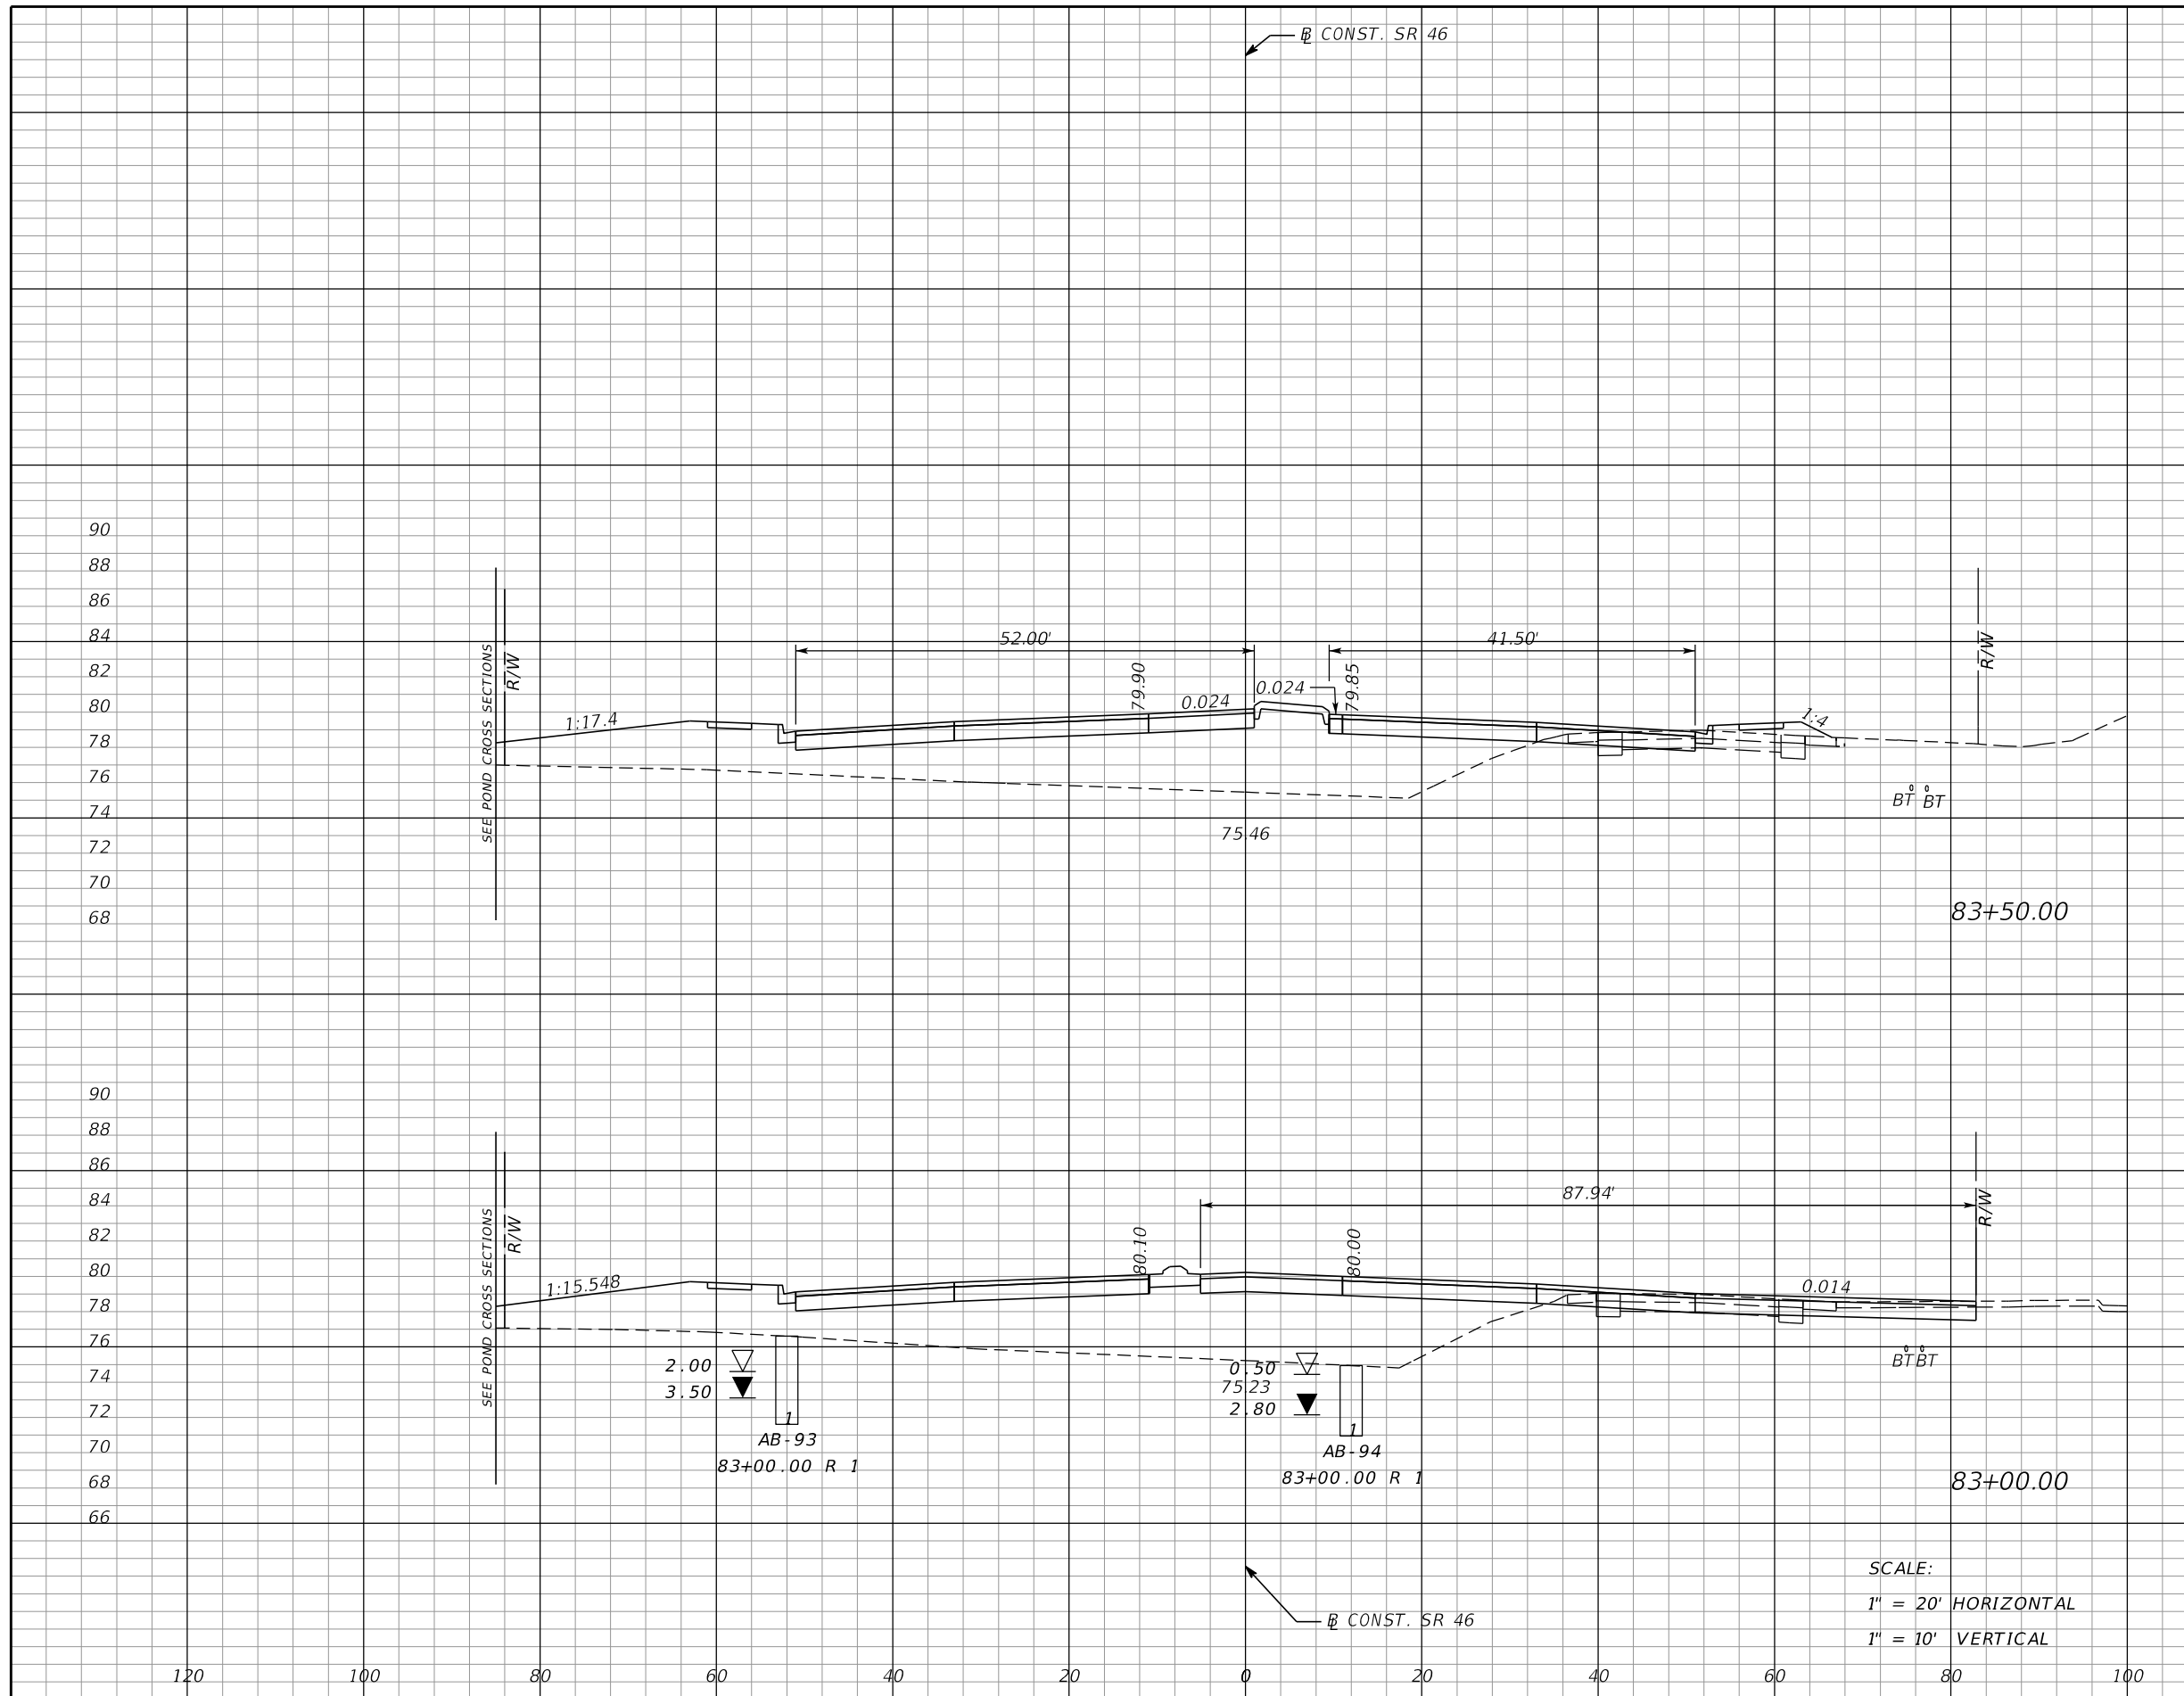 ℄ CONST. SR 46
90
88
86
84
82
80
78
76
74
72
70
68
SEE POND CROSS SECTIONS
R/W
1:17.4
52.00'
79.90
0.024
0.024
79.85
41.50'
1:4
R/W
BT BT
75.46
83+50.00
90
88
86
84
82
80
78
76
74
72
70
68
66
SEE POND CROSS SECTIONS
R/W
1:15.548
80.10
87.94'
80.00
0.014
R/W
BT BT
2.00
3.50
1
AB-93
83+00.00 R 1
0.50
75.23
2.80
1
AB-94
83+00.00 R 1
83+00.00
℄ CONST. SR 46
SCALE:
1" = 20' HORIZONTAL
1" = 10' VERTICAL
120 100 80 60 40 20 0 20 40 60 80 100